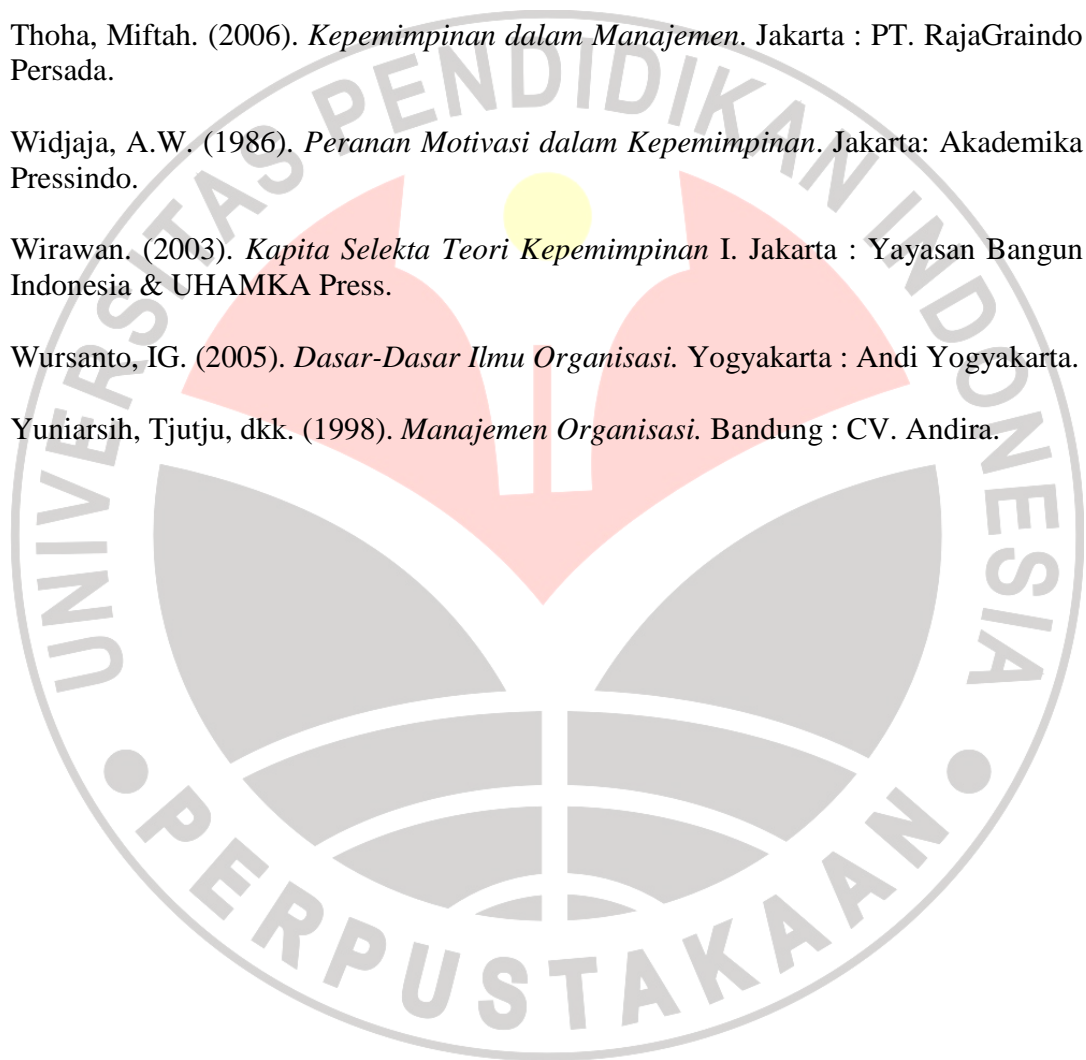 Thoha, Miftah. (2006). Kepemimpinan dalam Manajemen. Jakarta : PT. RajaGraindo
Persada.
Widjaja, A.W. (1986). Peranan Motivasi dalam Kepemimpinan. Jakarta: Akademika
Pressindo.
Wirawan. (2003). Kapita Selekta Teori Kepemimpinan I. Jakarta : Yayasan Bangun
Indonesia & UHAMKA Press.
Wursanto, IG. (2005). Dasar-Dasar Ilmu Organisasi. Yogyakarta : Andi Yogyakarta.
Yuniarsih, Tjutju, dkk. (1998). Manajemen Organisasi. Bandung : CV. Andira.
UNIVERSITAS PENDIDIKAN INDONESIA
PERPUSTAKAAN